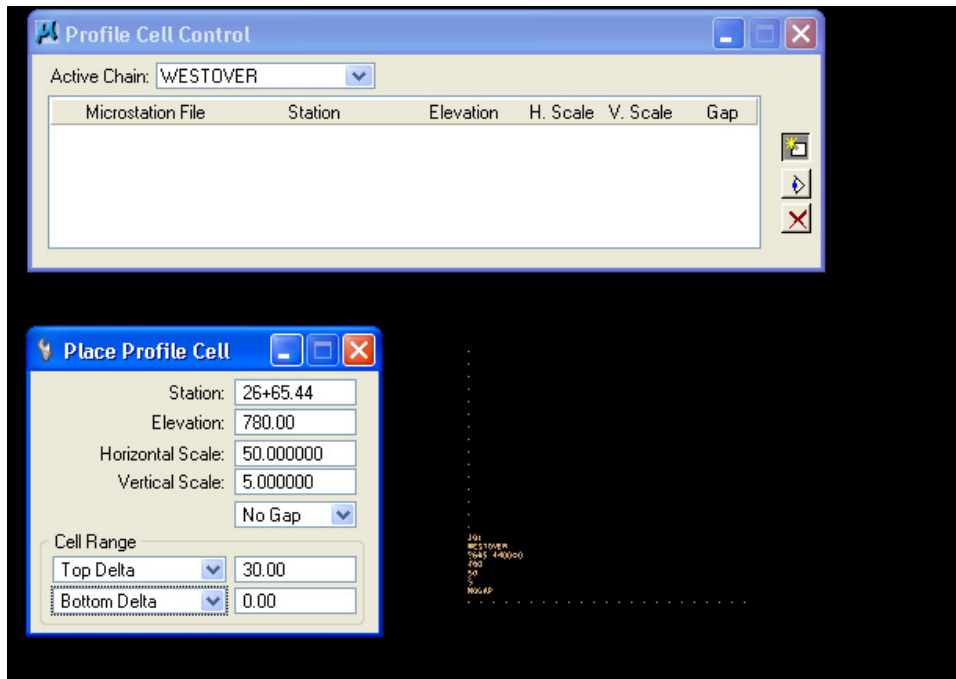 Profile Cell Control
Active Chain: WESTOVER
Microstation File Station Elevation H. Scale V. Scale Gap
Place Profile Cell
Station: 26+65.44
Elevation: 780.00
Horizontal Scale: 50.000000
Vertical Scale: 5.000000
No Gap
Cell Range
Top Delta 30.00
Bottom Delta 0.00
WESTOVER
50
5
NOGAP